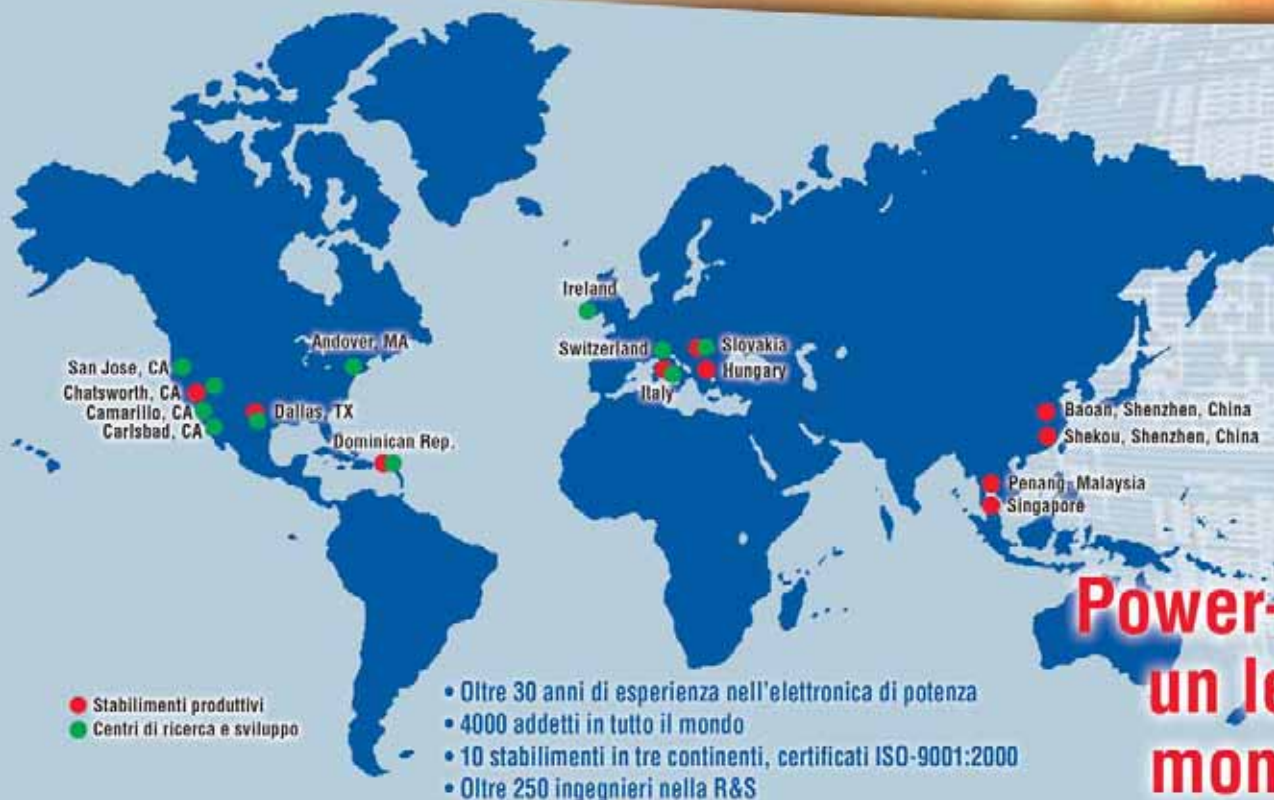 Ireland
Switzerland
Slovakia
Hungary
Italy
Andover, MA
San Jose, CA
Chatsworth, CA
Camarillo, CA
Carlsbad, CA
Dallas, TX
Dominican Rep.
Baoan, Shenzhen, China
Shekou, Shenzhen, China
Penang, Malaysia
Singapore
Stabilimenti produttivi
Centri di ricerca e sviluppo
• Oltre 30 anni di esperienza nell'elettronica di potenza
• 4000 addetti in tutto il mondo
• 10 stabilimenti in tre continenti, certificati ISO-9001:2000
• Oltre 250 ingegneri nella R&S
Power-
un le
mon